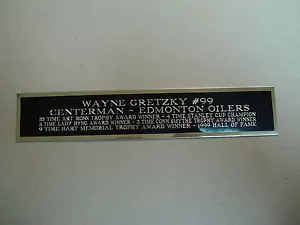 WAYNE GRETZKY #99
CENTERMAN - EDMONTON OILERS
TIME ART ROSS TROPHY AWARD WINNER - 4 TIME STANLEY CUP CHAMPION
5 TIME LADY BYNG AWARD WINNER - 2 TIME CONN SMYTHE TROPHY AWARD WINNER
9 TIME HART MEMORIAL TROPHY AWARD WINNER - 1999 HALL OF FAME